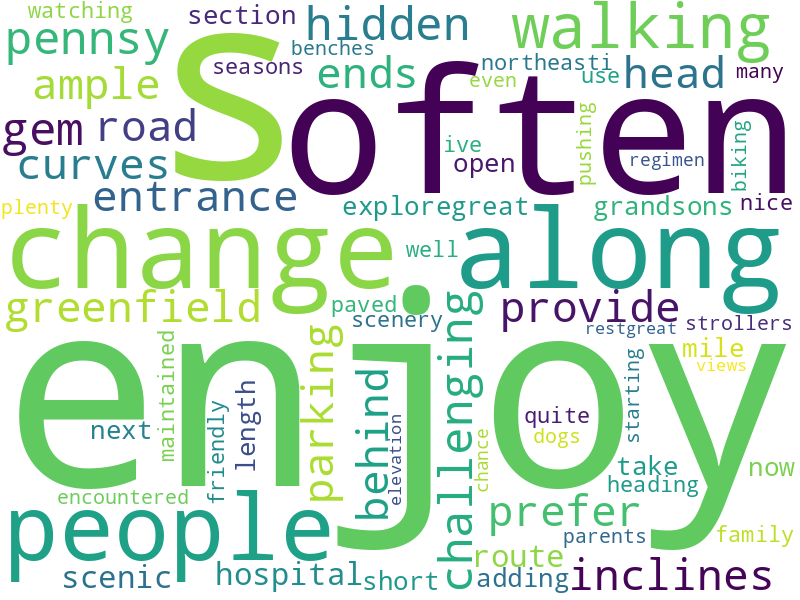 watching
section
hidden
walking
pennsy
benches
seasons
S
ends
northeasti
even
use
head
many
ample
often
gem
road
ive
open
pushing
regimen
biking
curves
entrance
plenty
exploregreat
grandsons
nice
change.
along
well
greenfield
paved
scenery
provide
restgreat
strollers
enjoy
maintained
parking
challenging
mile
views
starting
next
friendly
length
behind
elevation
quite
dogs
chance
take
heading
now
encountered
people
prefer
parents
family
route
scenic
hospital
short
adding
inclines